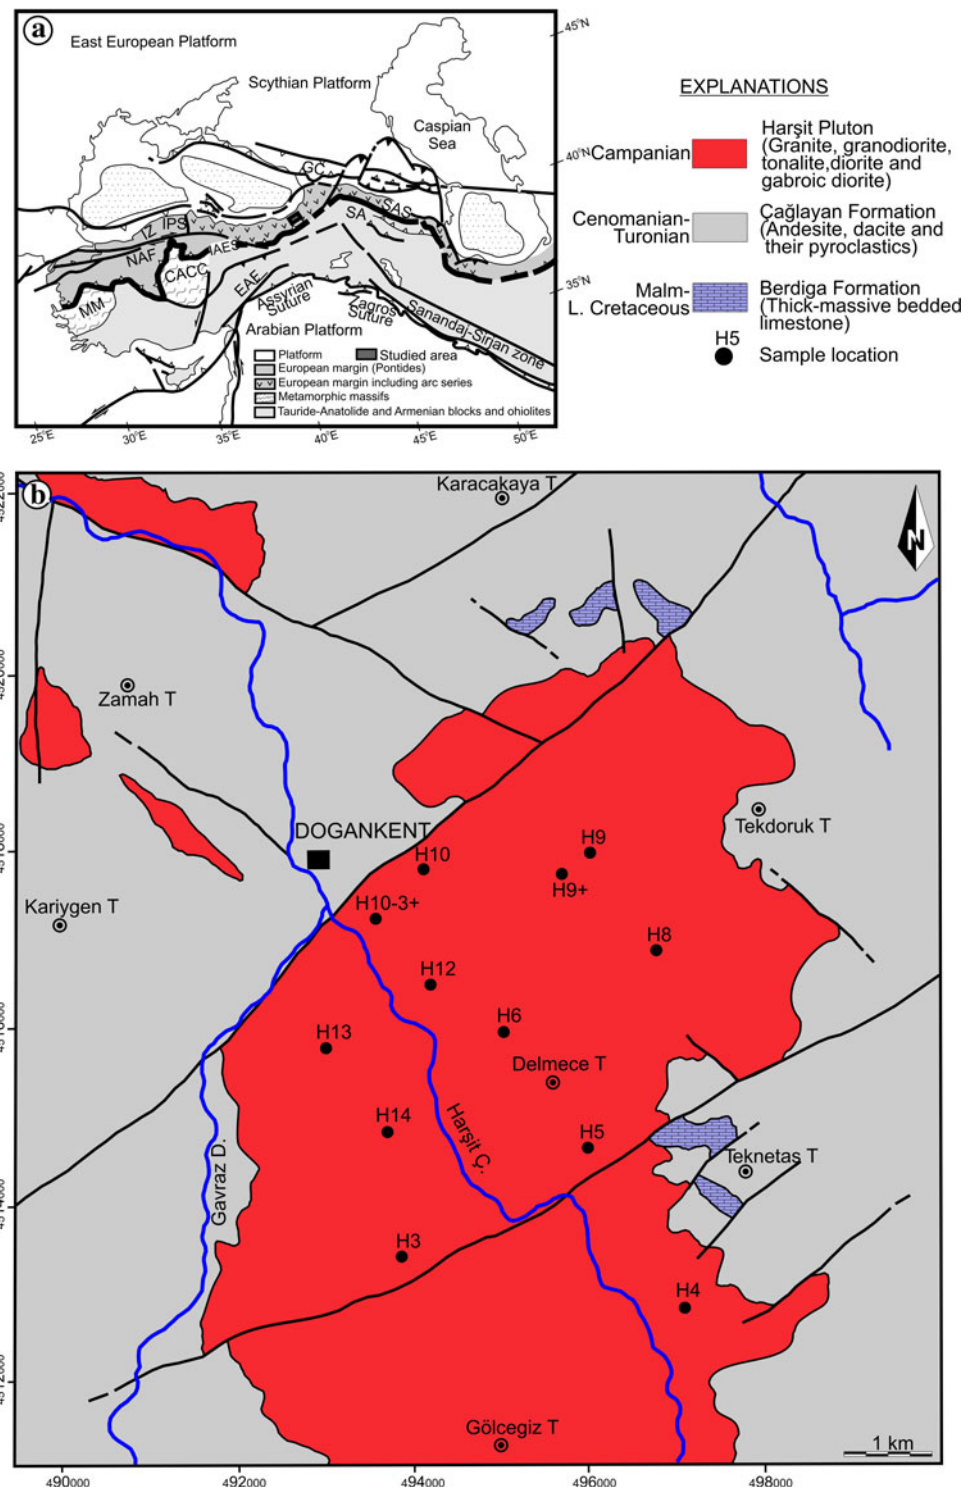 a
East European Platform
Scythian Platform
Caspian
Sea
45°N
40°N
35°N
GC
SAS
SA
IPS
IZ
NAF
IAES
CACC
MM
EAF
Assyrian
Suture
Zagros
Suture
Sanandaj-Sirjan zone
Arabian Platform
Platform
Studied area
European margin (Pontides)
European margin including arc series
Metamorphic massifs
Tauride-Anatolide and Armenian blocks and ohiolites
25°E
30°E
35°E
40°E
45°E
50°E
EXPLANATIONS
Campanian
Harşit Pluton
(Granite, granodiorite,
tonalite,diorite and
gabroic diorite)
Cenomanian-
Turonian
Çağlayan Formation
(Andesite, dacite and
their pyroclastics)
Malm-
L. Cretaceous
Berdiga Formation
(Thick-massive bedded
limestone)
H5
Sample location
b
Karacakaya T
N
Zamah T
DOGANKENT
Tekdoruk T
H10
H9
H9+
Kariygen T
H10-3+
H8
H12
H6
H13
Delmece T
H14
Harşit Ç.
H5
Teknetaş T
Gavraz D.
H3
H4
Gölcegiz T
1 km
490000
492000
494000
496000
498000